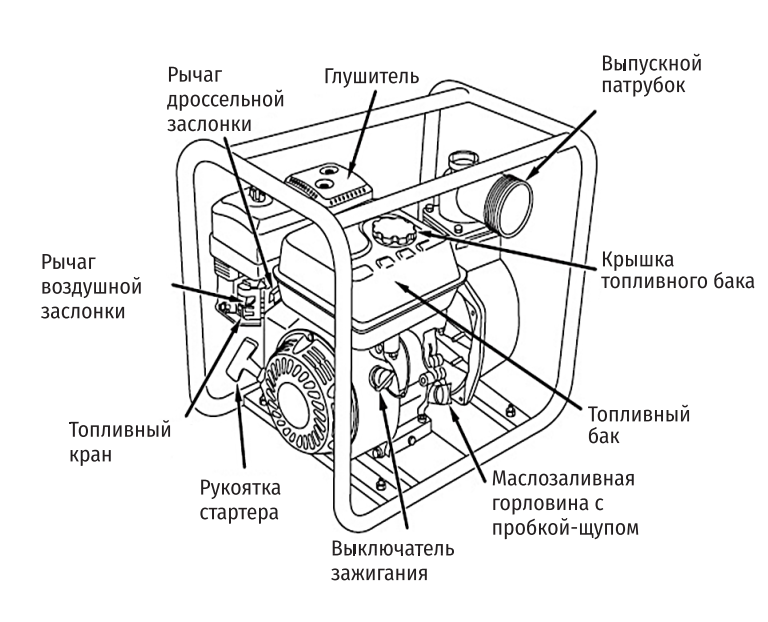 Рычаг
дроссельной
заслонки
Глушитель
Выпускной
патрубок
Рычаг
воздушной
заслонки
Крышка
топливного бака
Топливный
кран
Топливный
бак
Рукоятка
стартера
Маслозаливная
горловина с
пробкой-щупом
Выключатель
зажигания